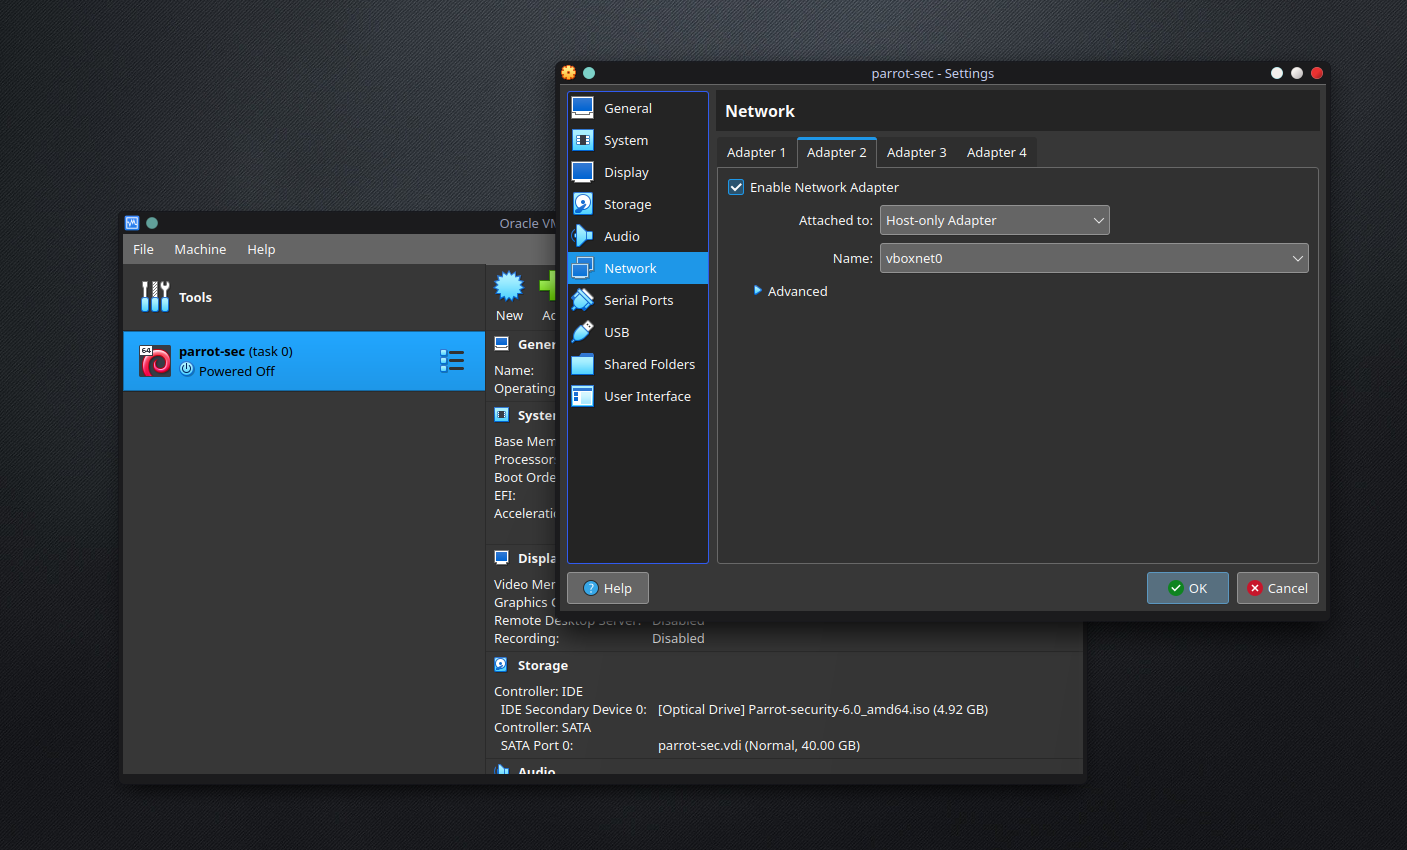 parrot-sec - Settings
General
System
Display
Storage
Audio
Network
Serial Ports
USB
Shared Folders
User Interface
Network
Adapter 1
Adapter 2
Adapter 3
Adapter 4
Enable Network Adapter
Attached to:
Host-only Adapter
Name:
vboxnet0
Advanced
Help
OK
Cancel
Oracle VM
File
Machine
Help
Tools
64
parrot-sec (task 0)
Powered Off
New
Gener
Name:
Operating
Syste
Base Mem
Processor
Boot Orde
EFI:
Acceleratio
Displa
Video Mem
Graphics C
Remote Desktop Server: Disabled
Recording: Disabled
Storage
Controller: IDE
IDE Secondary Device 0: [Optical Drive] Parrot-security-6.0_amd64.iso (4.92 GB)
Controller: SATA
SATA Port 0: parrot-sec.vdi (Normal, 40.00 GB)
Audio